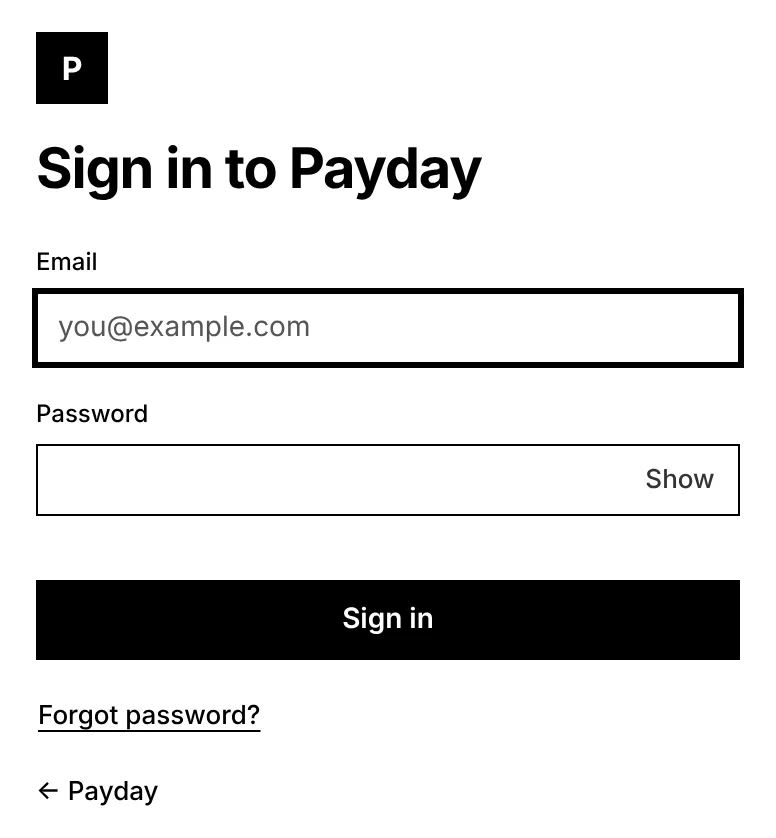 P
Sign in to Payday
Email
you@example.com
Password
Show
Sign in
Forgot password?
← Payday